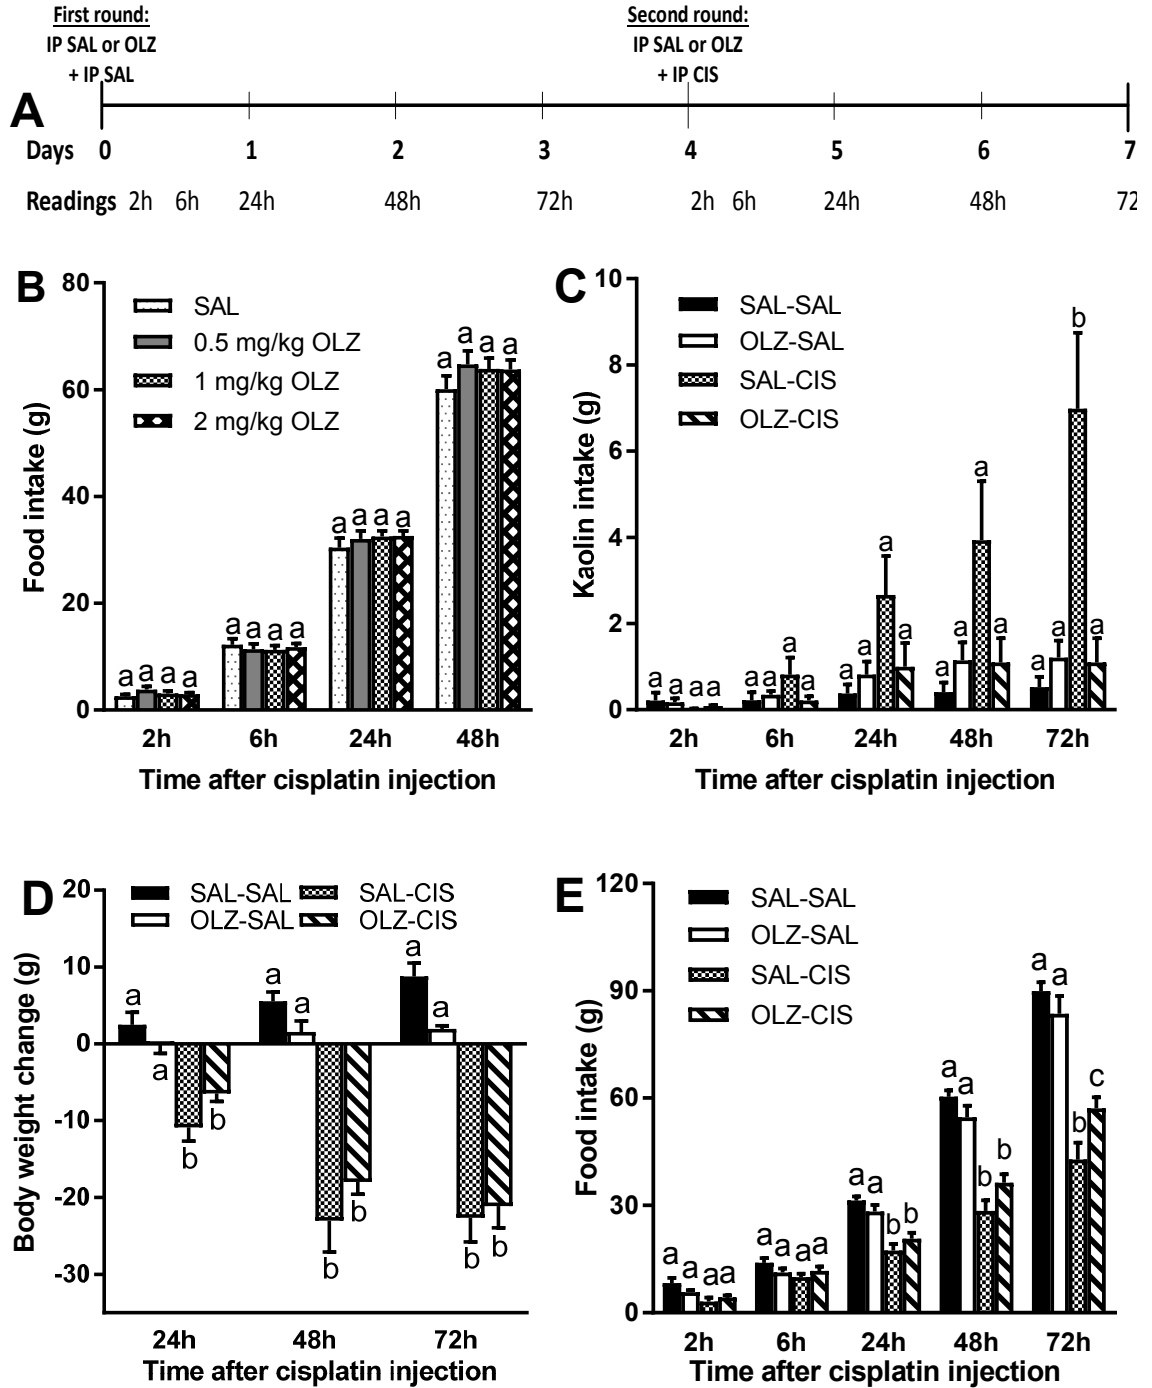 First round:
IP SAL or OLZ
+ IP SAL
Second round:
IP SAL or OLZ
+ IP CIS
A
Days 0 1 2 3 4 5 6 7
Readings 2h 6h 24h 48h 72h 2h 6h 24h 48h 72
B
80
60
40
20
0
Food intake (g)
SAL
0.5 mg/kg OLZ
1 mg/kg OLZ
2 mg/kg OLZ
a a a a
a a a a
a a a a
a a a a
2h 6h 24h 48h
Time after cisplatin injection
C
10
8
6
4
2
0
Kaolin intake (g)
SAL-SAL
OLZ-SAL
SAL-CIS
OLZ-CIS
a a a a
a a a a
a a a a
a a a a
a a b a
2h 6h 24h 48h 72h
Time after cisplatin injection
D
20
10
0
-10
-20
-30
Body weight change (g)
SAL-SAL SAL-CIS
OLZ-SAL OLZ-CIS
a a b b
a a b b
a a b b
24h 48h 72h
Time after cisplatin injection
E
120
90
60
30
0
Food intake (g)
SAL-SAL
OLZ-SAL
SAL-CIS
OLZ-CIS
a a a a
a a a a
a a b b
a a b b
a a b c
2h 6h 24h 48h 72h
Time after cisplatin injection